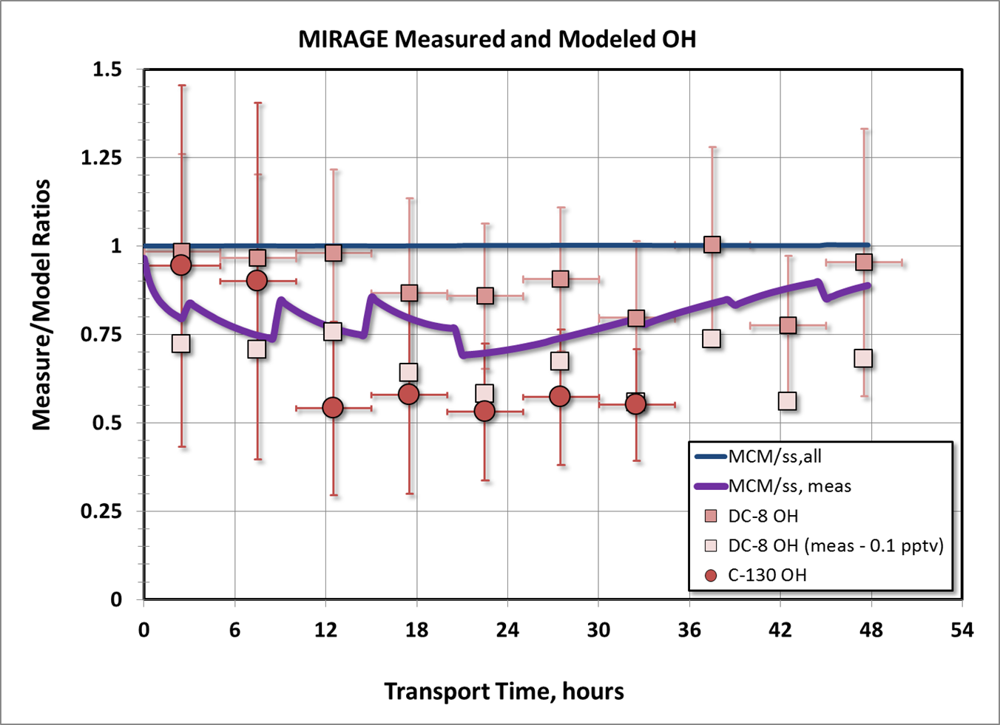 MIRAGE Measured and Modeled OH
1.5
1.25
1
0.75
0.5
0.25
0
Measure/Model Ratios
MCM/ss,all
MCM/ss, meas
DC-8 OH
DC-8 OH (meas - 0.1 pptv)
C-130 OH
0 6 12 18 24 30 36 42 48 54
Transport Time, hours